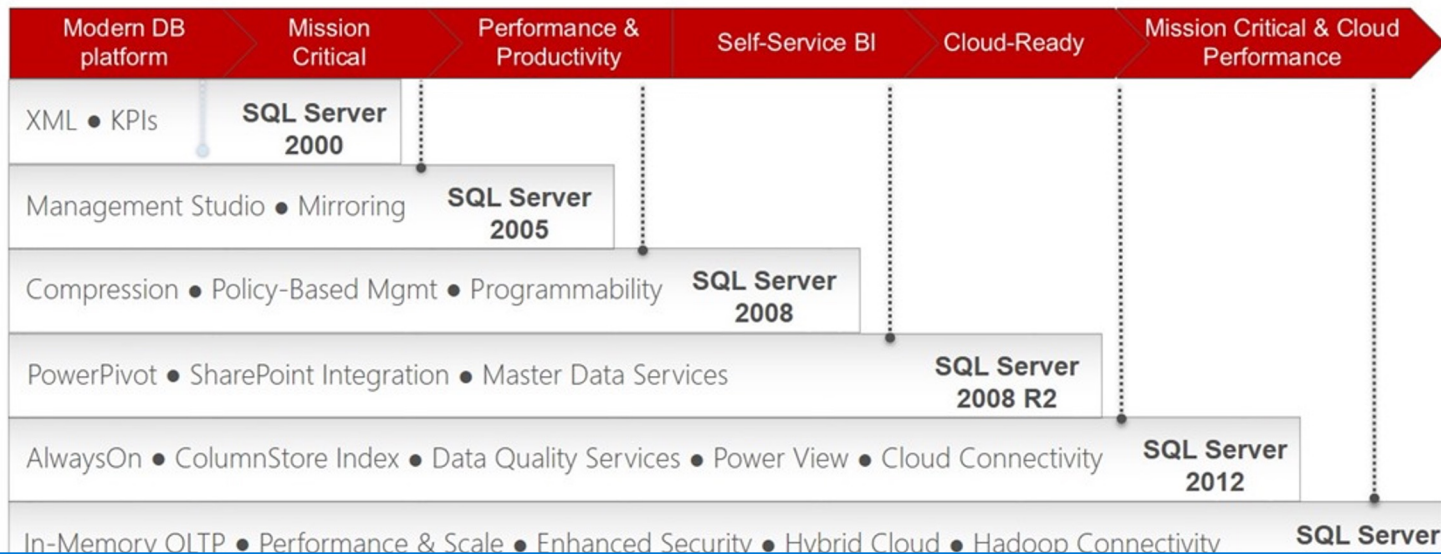 Modern DB
platform
Mission
Critical
Performance &
Productivity
Self-Service BI
Cloud-Ready
Mission Critical & Cloud
Performance
XML ● KPIs
SQL Server
2000
Management Studio ● Mirroring
SQL Server
2005
Compression ● Policy-Based Mgmt ● Programmability
SQL Server
2008
PowerPivot ● SharePoint Integration ● Master Data Services
SQL Server
2008 R2
AlwaysOn ● ColumnStore Index ● Data Quality Services ● Power View ● Cloud Connectivity
SQL Server
2012
In-Memory OLTP ● Performance & Scale ● Enhanced Security ● Hybrid Cloud ● Hadoop Connectivity
SQL Server